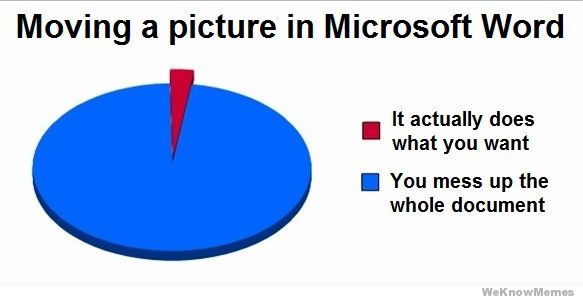 Moving a picture in Microsoft Word
It actually does
what you want
You mess up the
whole document
WeKnowMemes